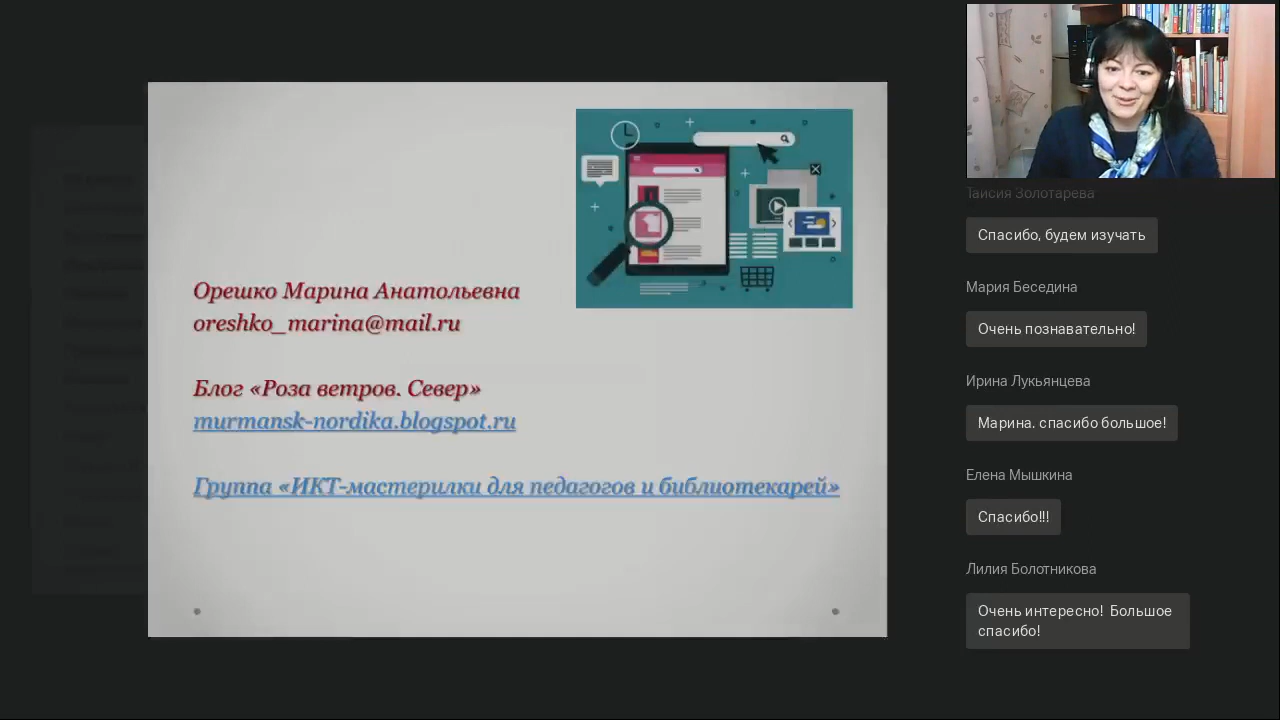 Орешко Марина Анатольевна
oreshko_marina@mail.ru
Блог «Роза ветров. Север»
murmansk-nordika.blogspot.ru
Группа «ИКТ-мастерилки для педагогов и библиотекарей»
Таисия Золотарева
Спасибо, будем изучать
Мария Беседина
Очень познавательно!
Ирина Лукьянцева
Марина. спасибо большое!
Елена Мышкина
Спасибо!!!
Лилия Болотникова
Очень интересно! Большое
спасибо!